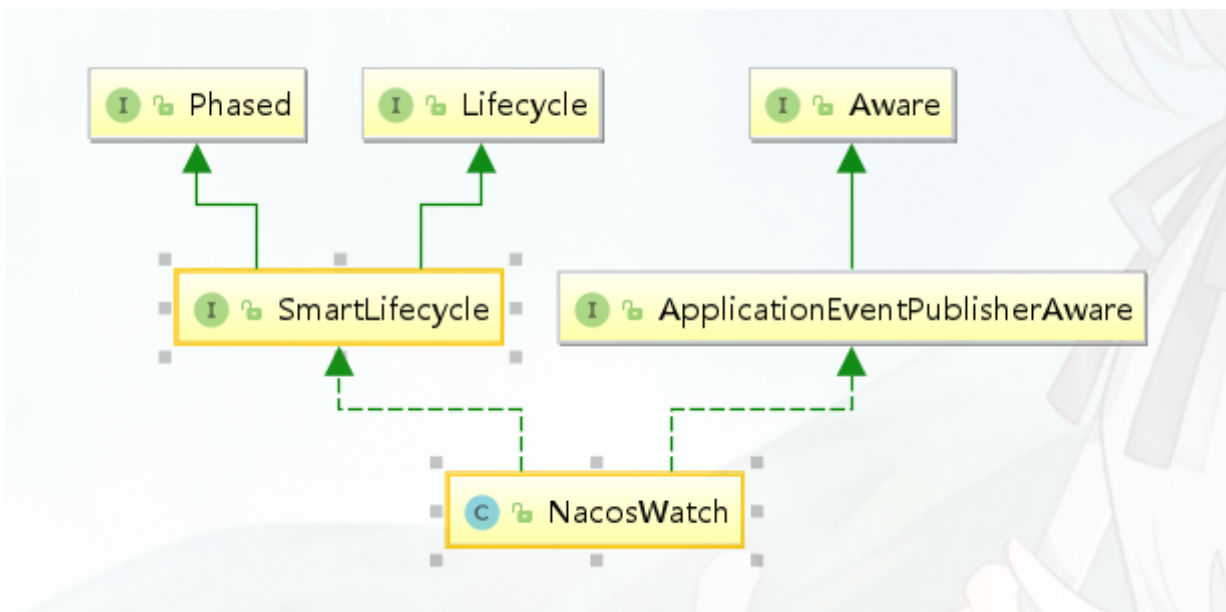 I Phased
I Lifecycle
I Aware
I SmartLifecycle
I ApplicationEventPublisherAware
C NacosWatch